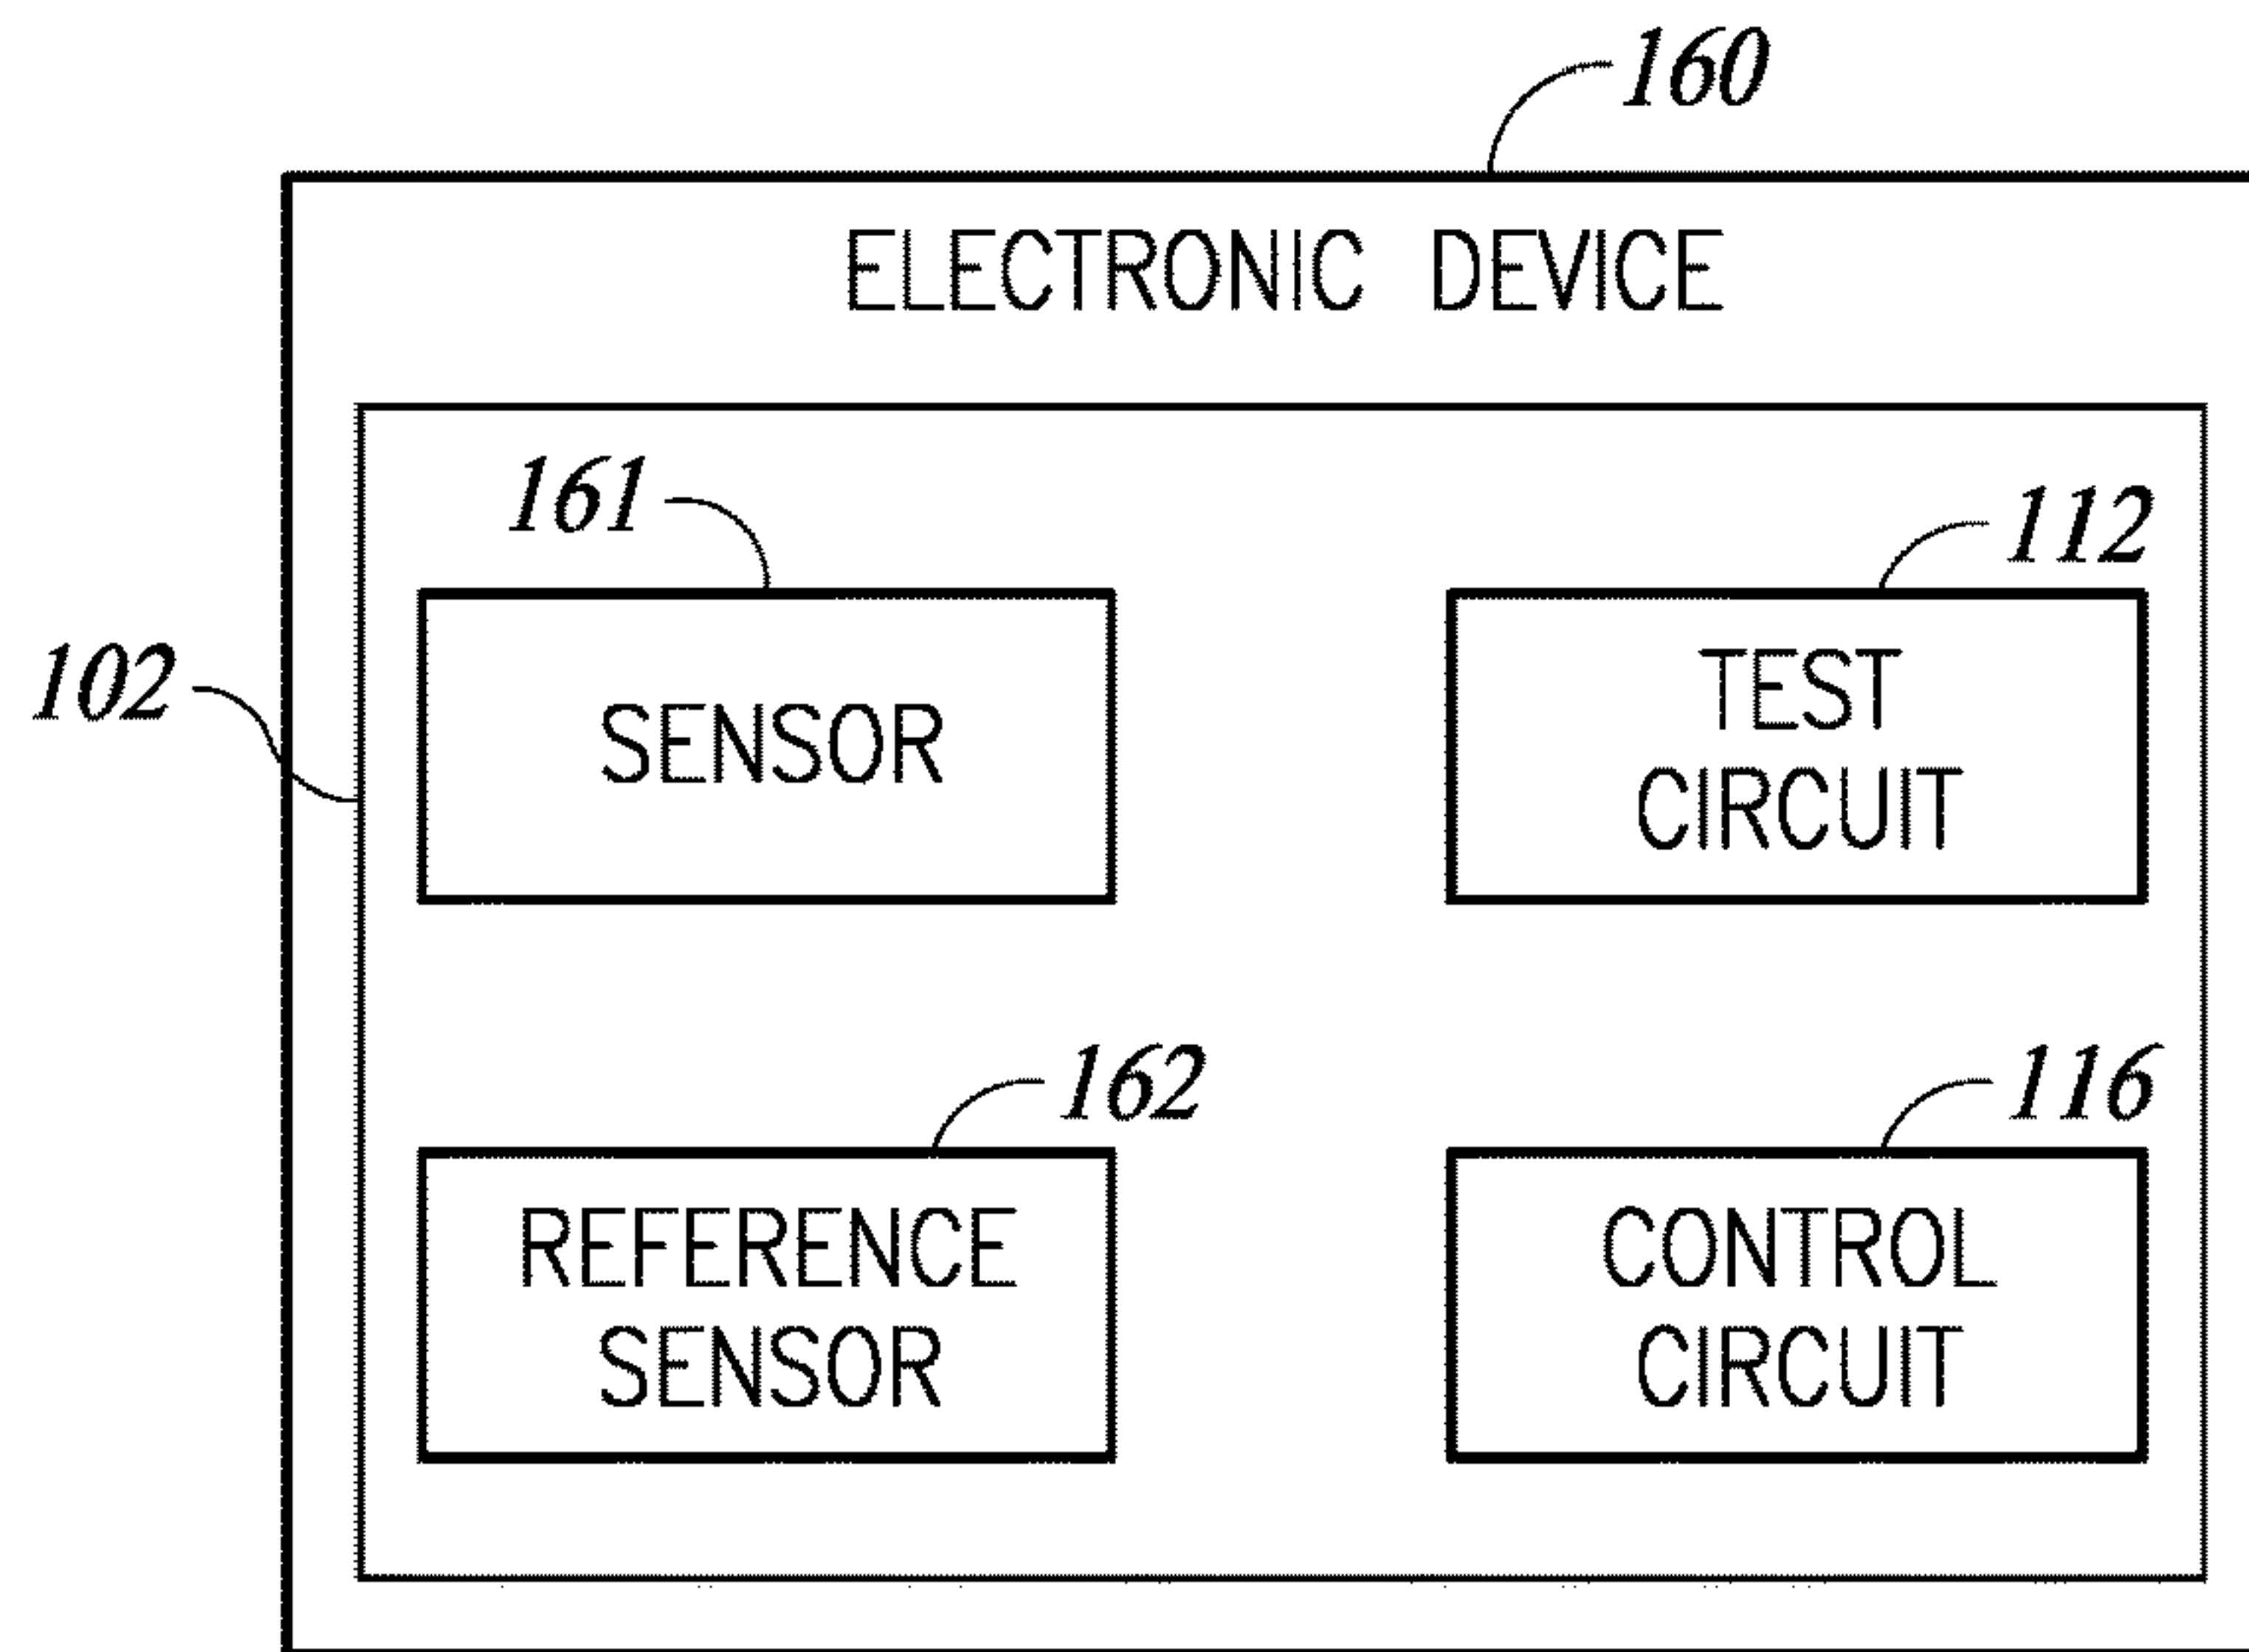 160
ELECTRONIC DEVICE
161
112
102
SENSOR
TEST
CIRCUIT
162
116
REFERENCE
SENSOR
CONTROL
CIRCUIT